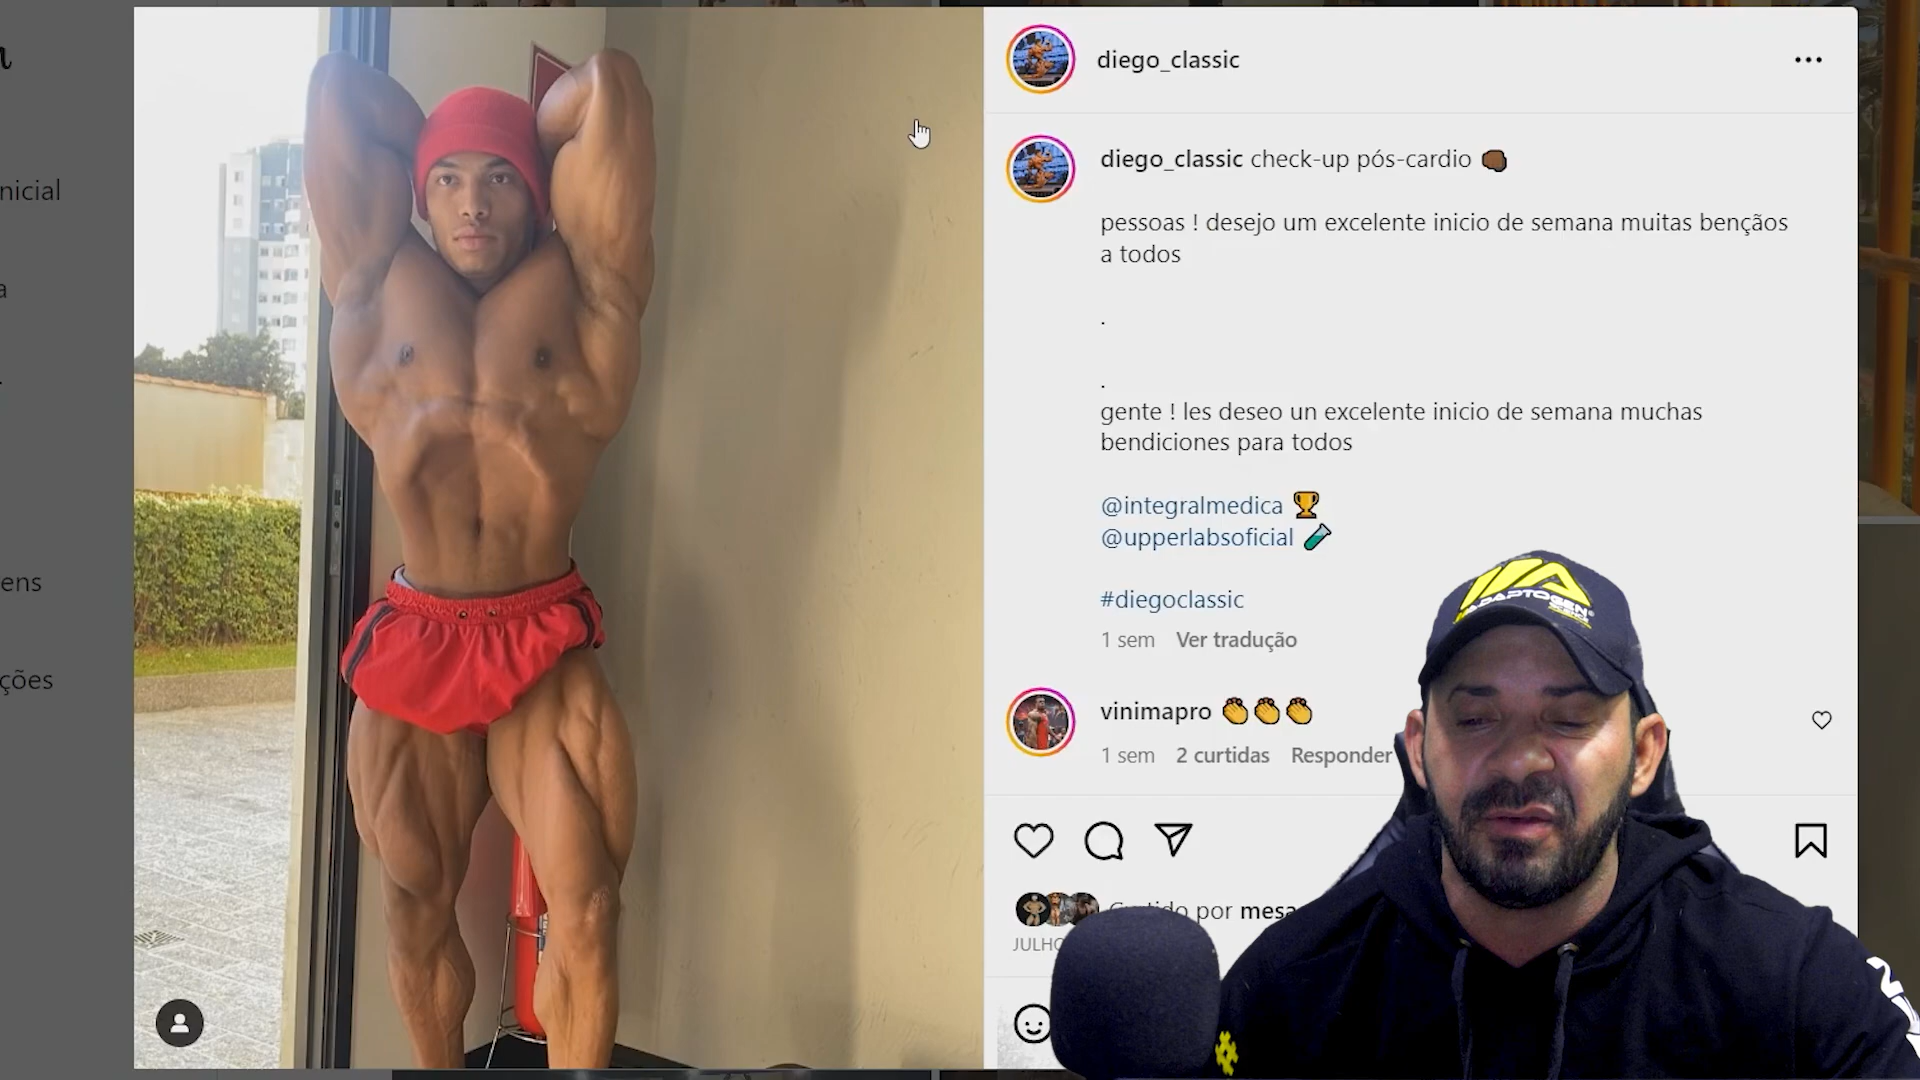 nicial
ens
ções
diego_classic
diego_classic check-up pós-cardio
pessoas ! desejo um excelente inicio de semana muitas bençãos
a todos
.
.
gente ! les deseo un excelente inicio de semana muchas
bendiciones para todos
@integralmedica
@upperlabsoficial
#diegoclassic
1 sem Ver tradução
vinimapro
1 sem 2 curtidas Responder
por mesa
JULHO
ADAPTOGEN